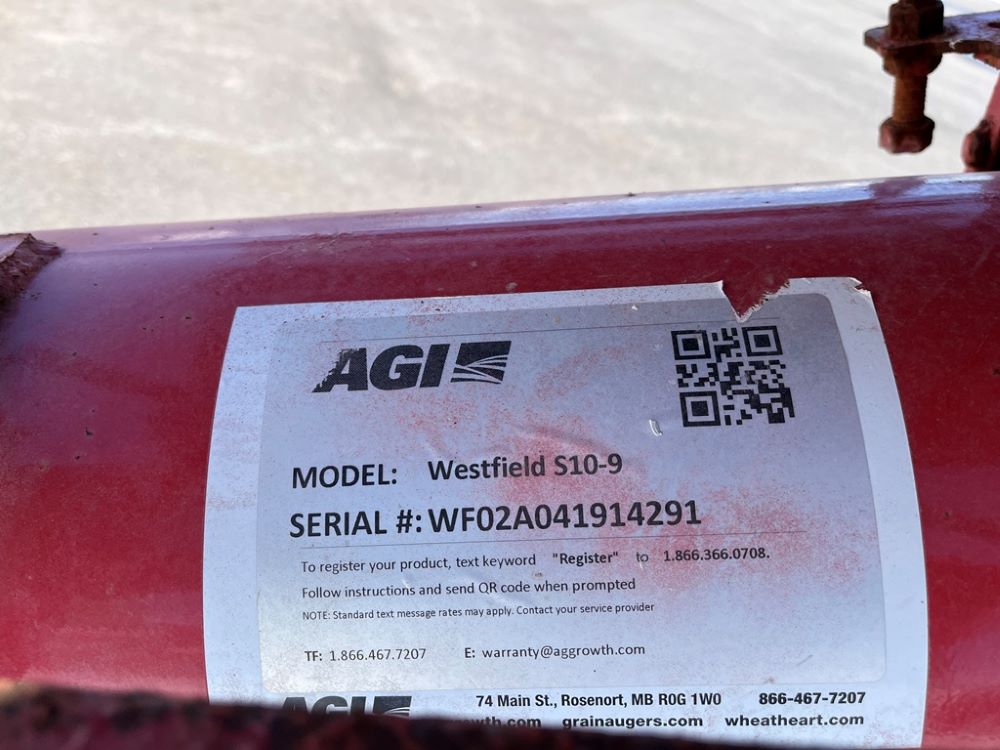 AGI
MODEL: Westfield S10-9
SERIAL #: WF02A041914291
To register your product, text keyword "Register" to 1.866.366.0708.
Follow instructions and send QR code when prompted
NOTE: Standard text message rates may apply. Contact your service provider
TF: 1.866.467.7207 E: warranty@aggrowth.com
AGI 74 Main St., Rosenort, MB R0G 1W0 866-467-7207
grainaugers.com wheatheart.com